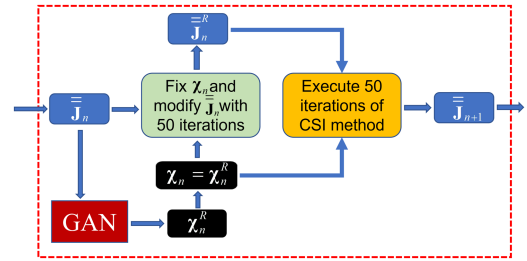 J̿ₙᴿ
Fix χₙ and
modify J̿ₙ with
50 iterations
Execute 50
iterations of
CSI method
J̿ₙ
J̿ₙ₊₁
χₙ = χₙᴿ
GAN
χₙᴿ